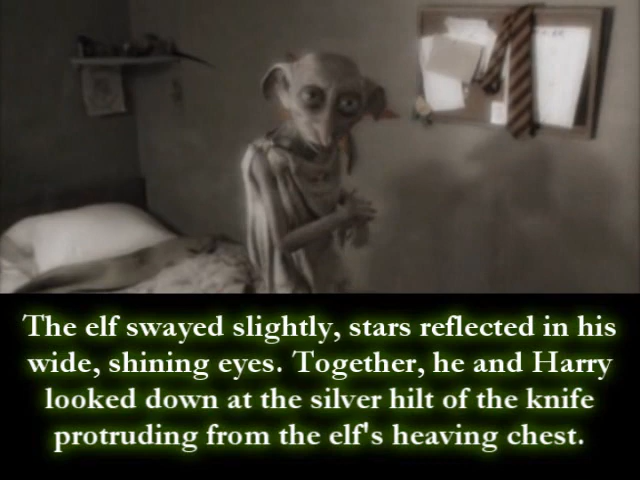 The elf swayed slightly, stars reflected in his
wide, shining eyes. Together, he and Harry
looked down at the silver hilt of the knife
protruding from the elf's heaving chest.